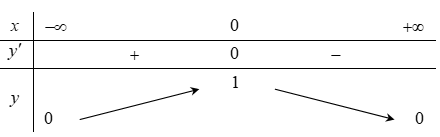 x −∞ 0 +∞
y′ + 0 −
1
y
0 0